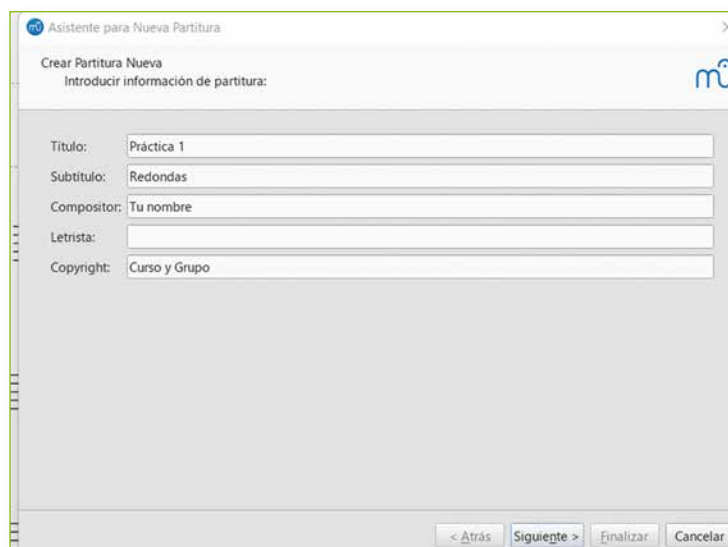 Asistente para Nueva Partitura
Crear Partitura Nueva
Introducir información de partitura:
Título: Práctica 1
Subtítulo: Redondas
Compositor: Tu nombre
Letrista:
Copyright: Curso y Grupo
< Atrás Siguiente > Finalizar Cancelar